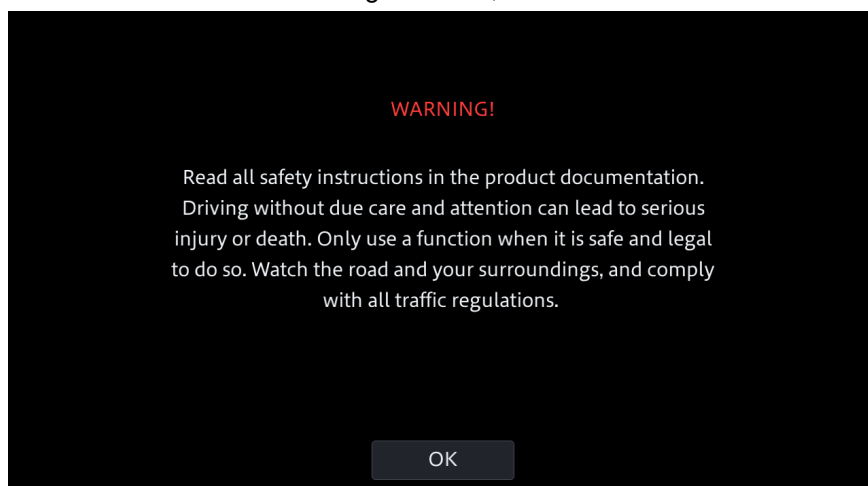 WARNING!
Read all safety instructions in the product documentation.
Driving without due care and attention can lead to serious
injury or death. Only use a function when it is safe and legal
to do so. Watch the road and your surroundings, and comply
with all traffic regulations.
OK